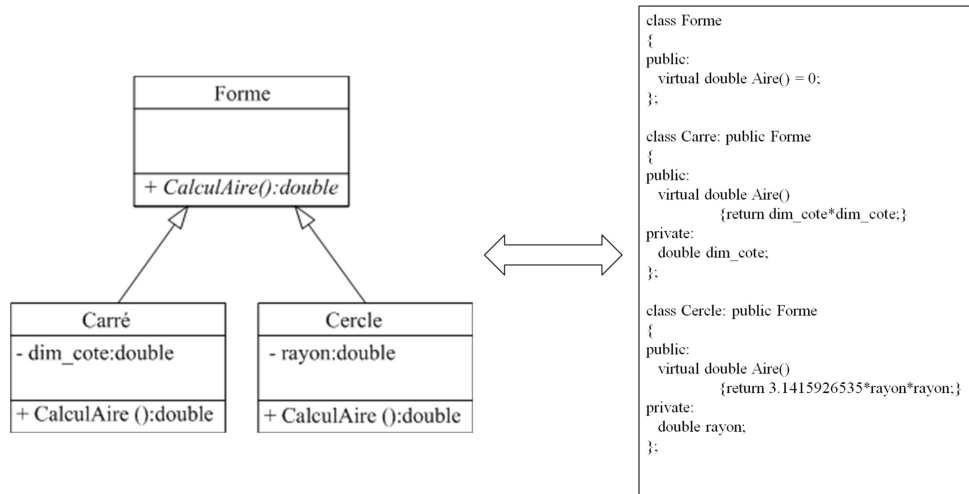 Forme
+ CalculAire():double
Carré
- dim_cote:double
+ CalculAire ():double
Cercle
- rayon:double
+ CalculAire ():double
class Forme
{
public:
virtual double Aire() = 0;
};
class Carre: public Forme
{
public:
virtual double Aire()
{return dim_cote*dim_cote;}
private:
double dim_cote;
};
class Cercle: public Forme
{
public:
virtual double Aire()
{return 3.1415926535*rayon*rayon;}
private:
double rayon;
};